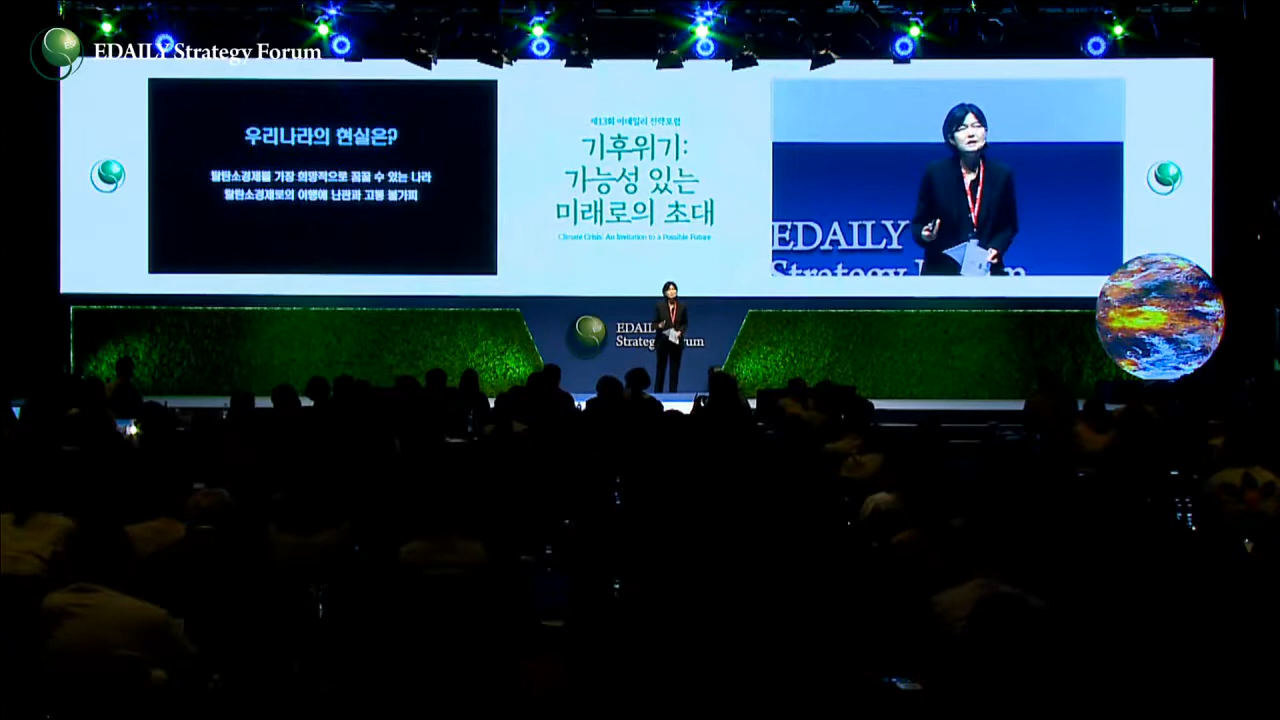 EDAILY Strategy Forum
우리나라의 현실은?
탈탄소경제를 가장 희망적으로 꿈꿀 수 있는 나라
탈탄소경제로의 여행에 난관과 고통 불가피
제13회 이데일리 전략포럼
기후위기:
가능성 있는
미래로의 초대
Climate Crisis: An Invitation to a Possible Future
EDAILY
Strategy
EDAIL
Strateg um